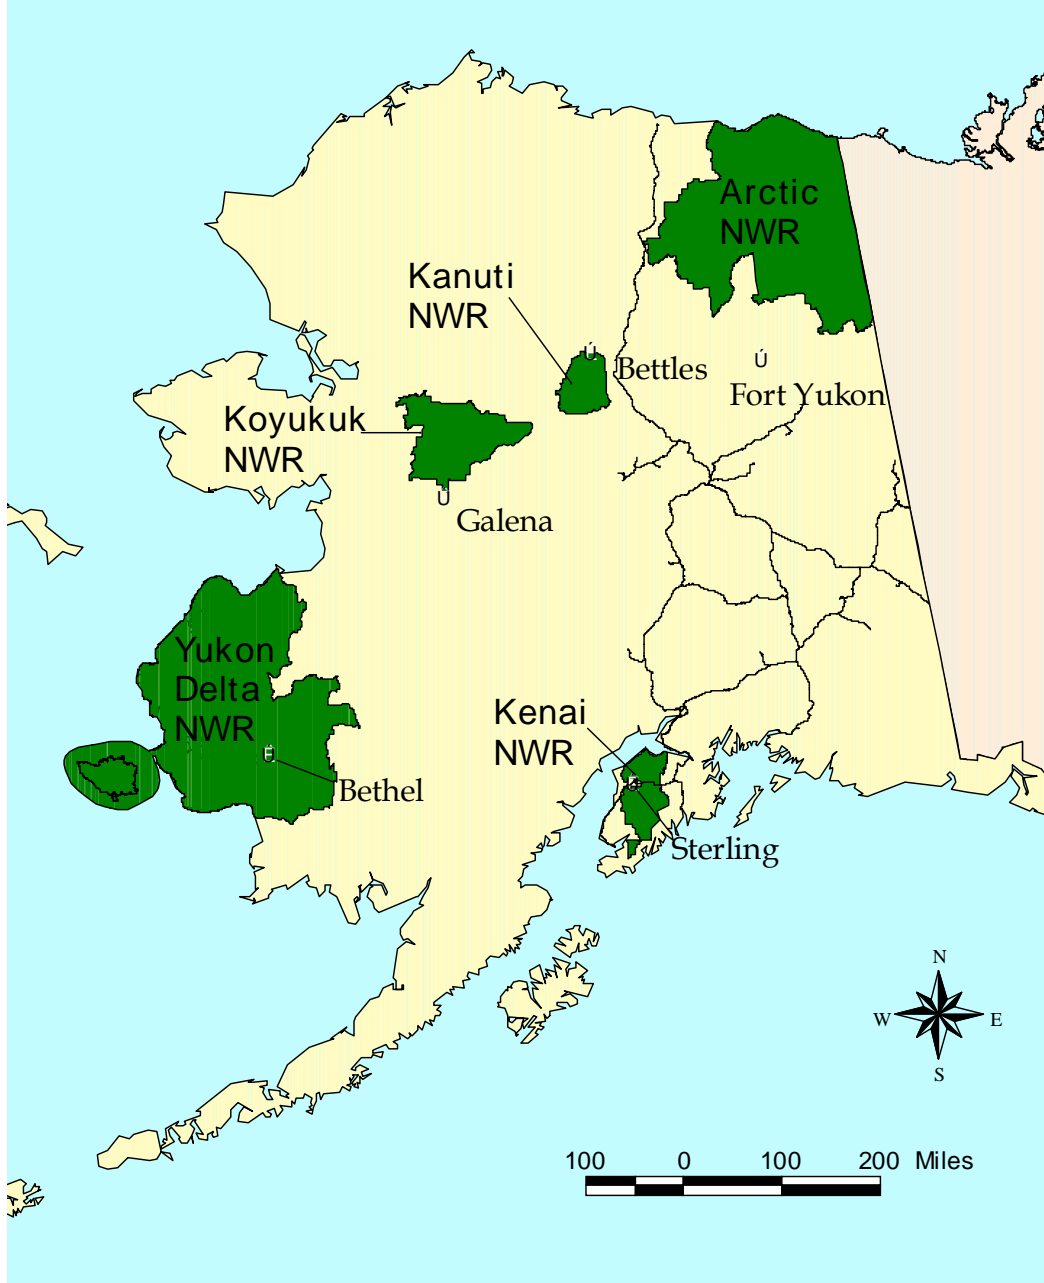 Arctic
NWR
Kanuti
NWR
Ú
Bettles
Ú
Fort Yukon
Koyukuk
NWR
Ú
Galena
Yukon
Delta
NWR
Ú
Bethel
Kenai
NWR
Ú
Sterling
N
W E
S
100 0 100 200 Miles